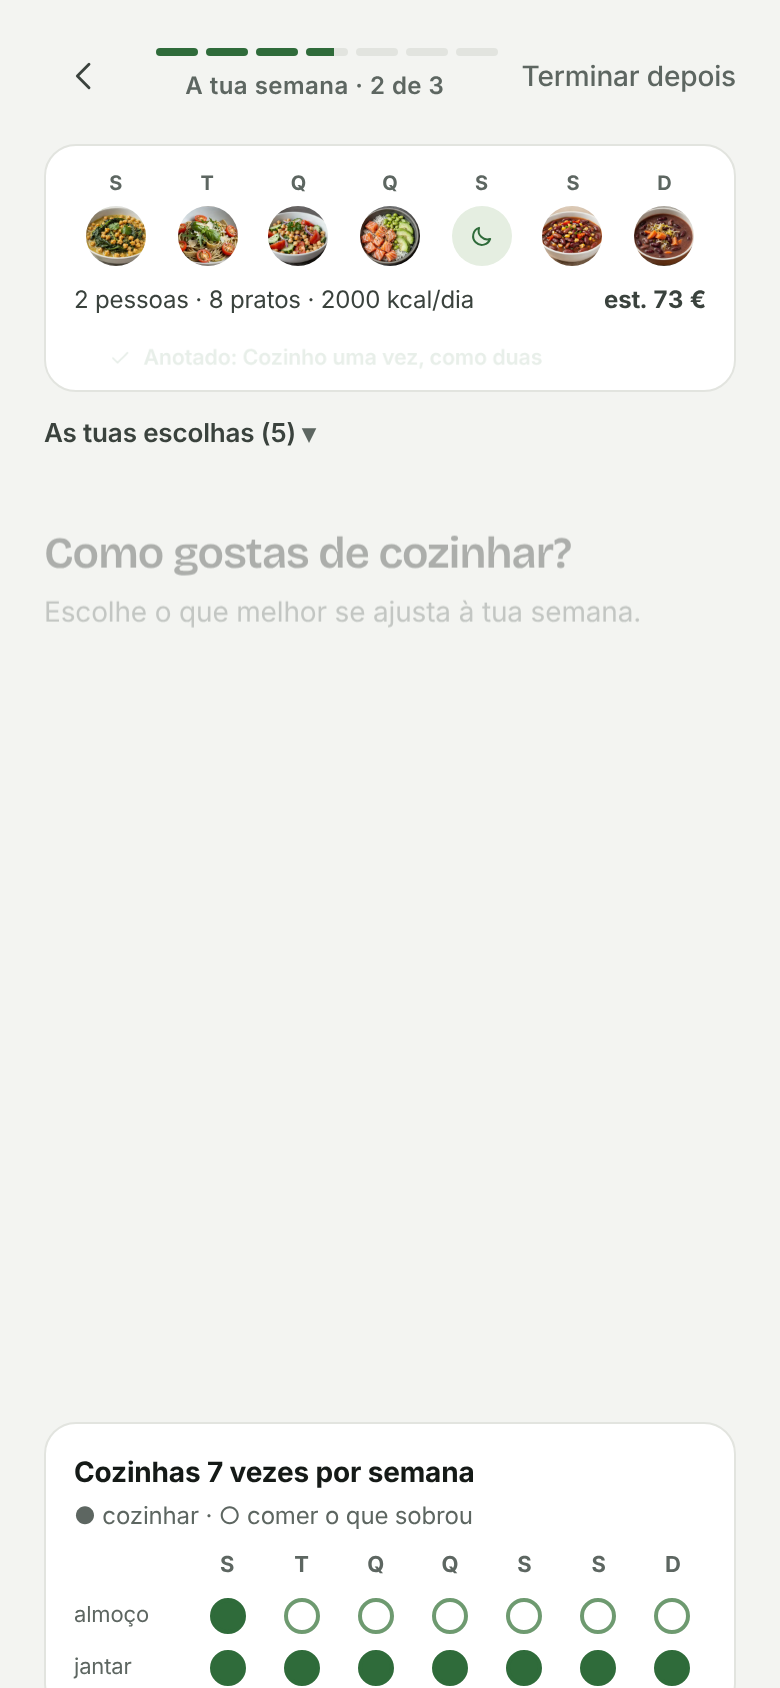 A tua semana · 2 de 3
Terminar depois
S T Q Q S S D
2 pessoas · 8 pratos · 2000 kcal/dia est. 73 €
Anotado: Cozinho uma vez, como duas
As tuas escolhas (5) ▾
Como gostas de cozinhar?
Escolhe o que melhor se ajusta à tua semana.
Cozinhas 7 vezes por semana
● cozinhar · ○ comer o que sobrou
S T Q Q S S D
almoço
jantar